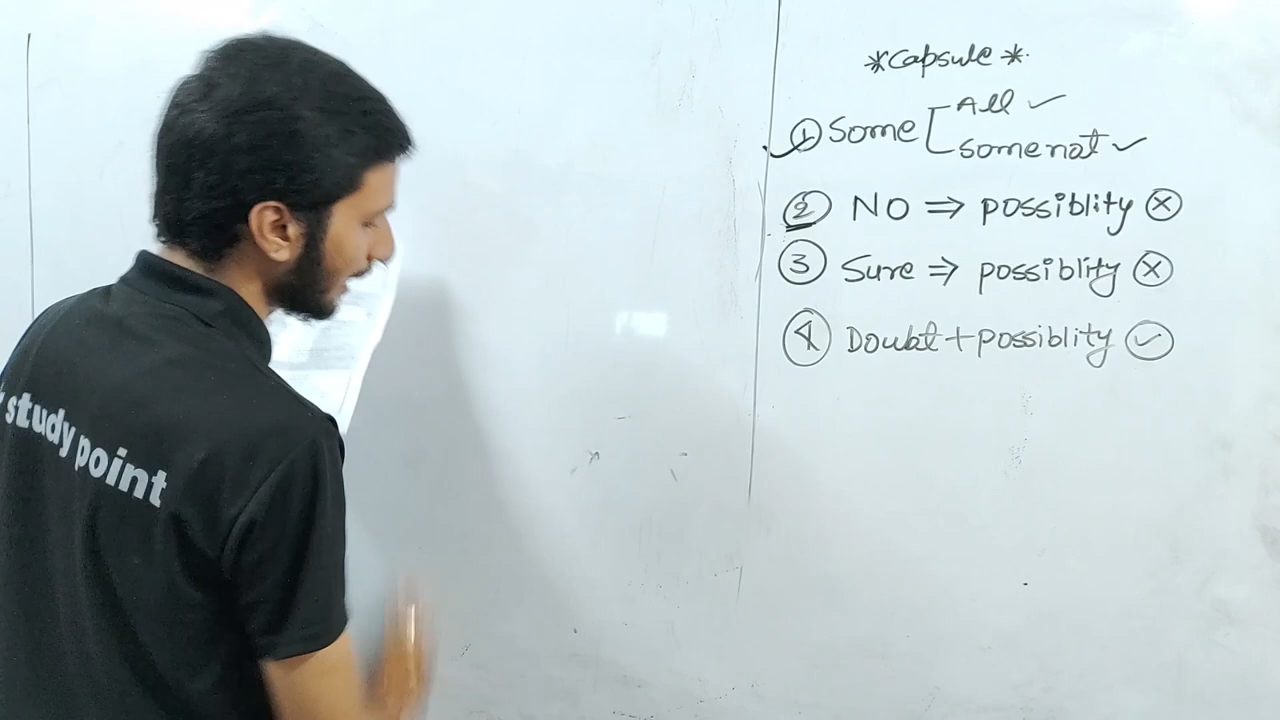 *Capsule*
① Some [ All ✓
some not ✓
② NO ⇒ possiblity ⓧ
③ Sure ⇒ possiblity ⓧ
④ Doubt + possiblity ✓
study point